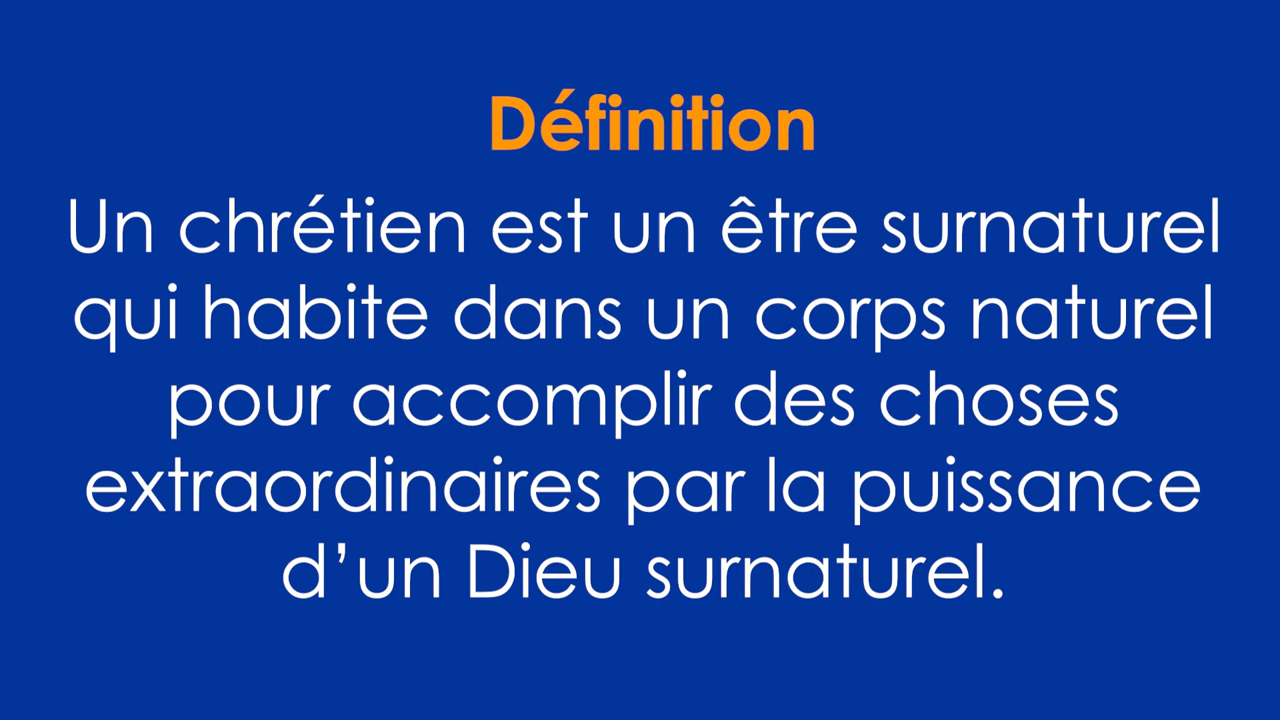 Définition
Un chrétien est un être surnaturel
qui habite dans un corps naturel
pour accomplir des choses
extraordinaires par la puissance
d’un Dieu surnaturel.